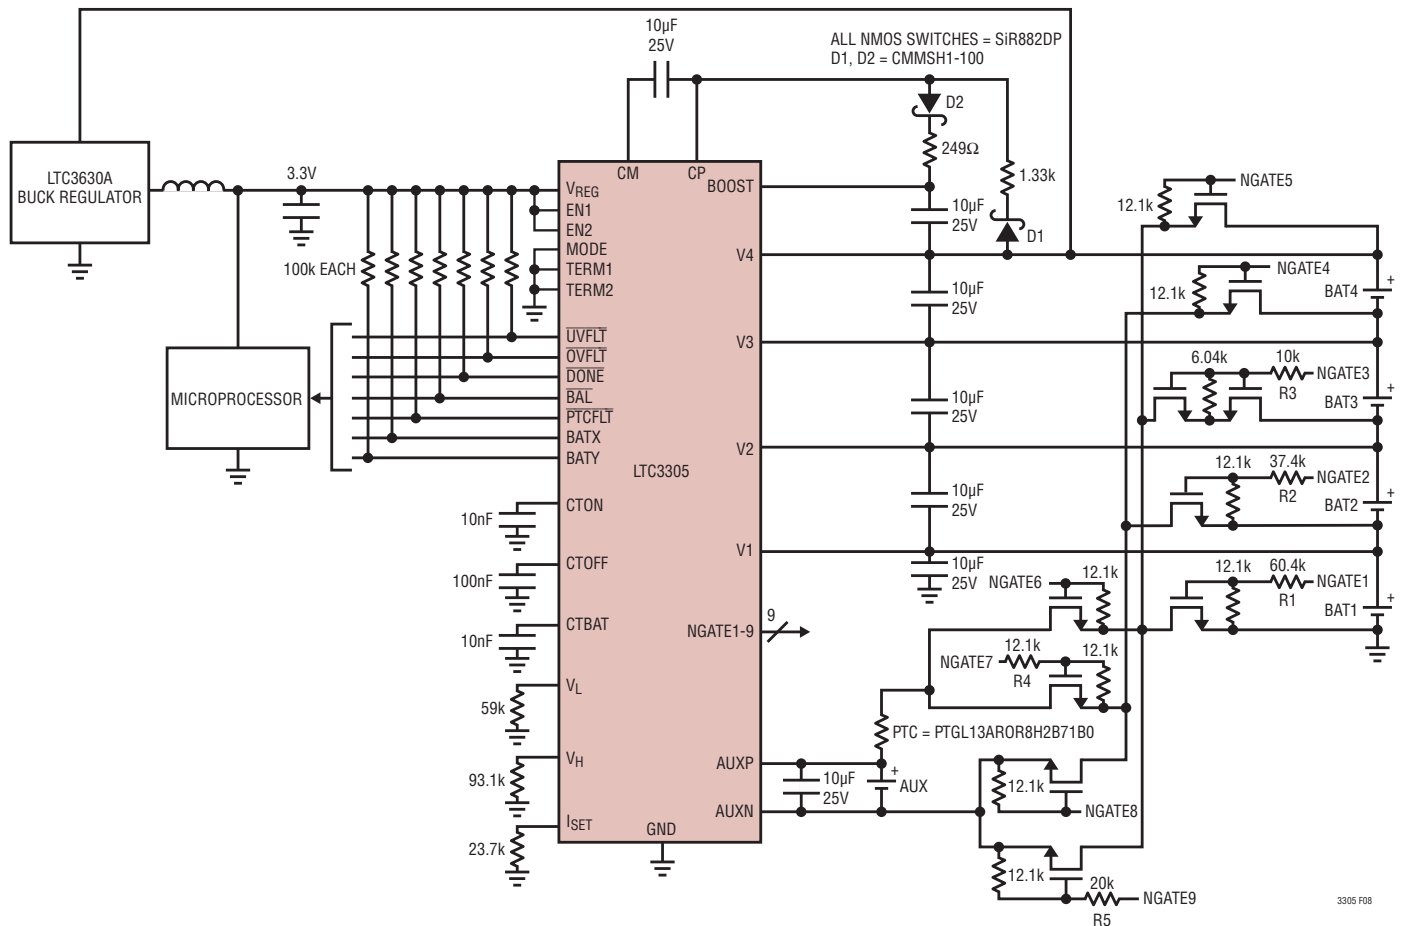 10µF
25V
ALL NMOS SWITCHES = SiR882DP
D1, D2 = CMMSH1-100
LTC3630A
BUCK REGULATOR
3.3V
100k EACH
MICROPROCESSOR
CM
CP
BOOST
VREG
EN1
EN2
MODE
TERM1
TERM2
UVFLT
OVFLT
DONE
BAL
PTCFLT
BATX
BATY
LTC3305
CTON
CTOFF
CTBAT
VL
VH
ISET
GND
V4
V3
V2
V1
NGATE1-9
AUXP
AUXN
10nF
100nF
10nF
59k
93.1k
23.7k
D2
249Ω
1.33k
D1
10µF
25V
10µF
25V
10µF
25V
10µF
25V
10µF
25V
9
NGATE5
12.1k
NGATE4
12.1k
+
BAT4
6.04k
10k
NGATE3
R3
+
BAT3
12.1k
37.4k
NGATE2
R2
+
BAT2
12.1k
60.4k
NGATE1
R1
+
BAT1
NGATE6
12.1k
NGATE7
12.1k
R4
12.1k
PTC = PTGL13AROR8H2B71B0
10µF
25V
+
AUX
12.1k
NGATE8
12.1k
20k
NGATE9
R5
3305 F08